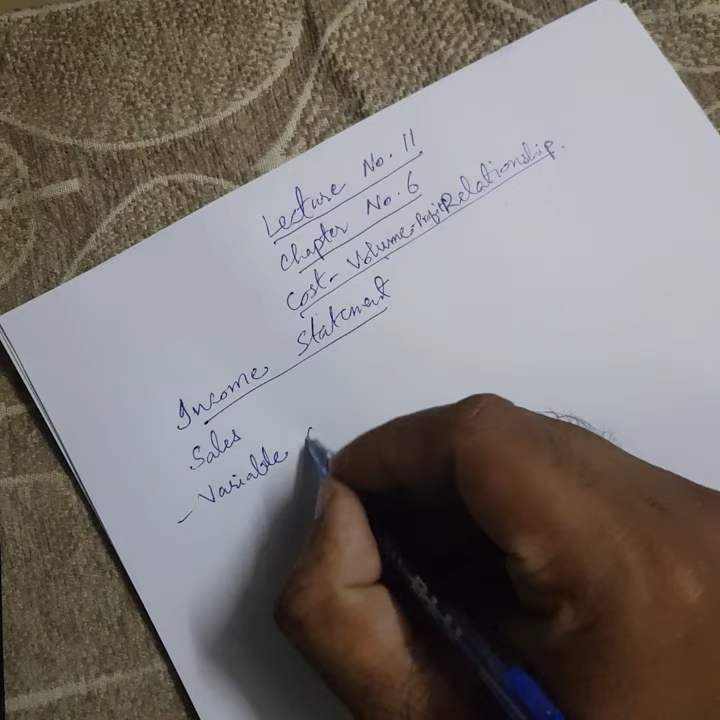 Lecture No. 11
Chapter No. 6
Cost - Volume - Profit Relationship.
Income Statement
Sales
- Variable